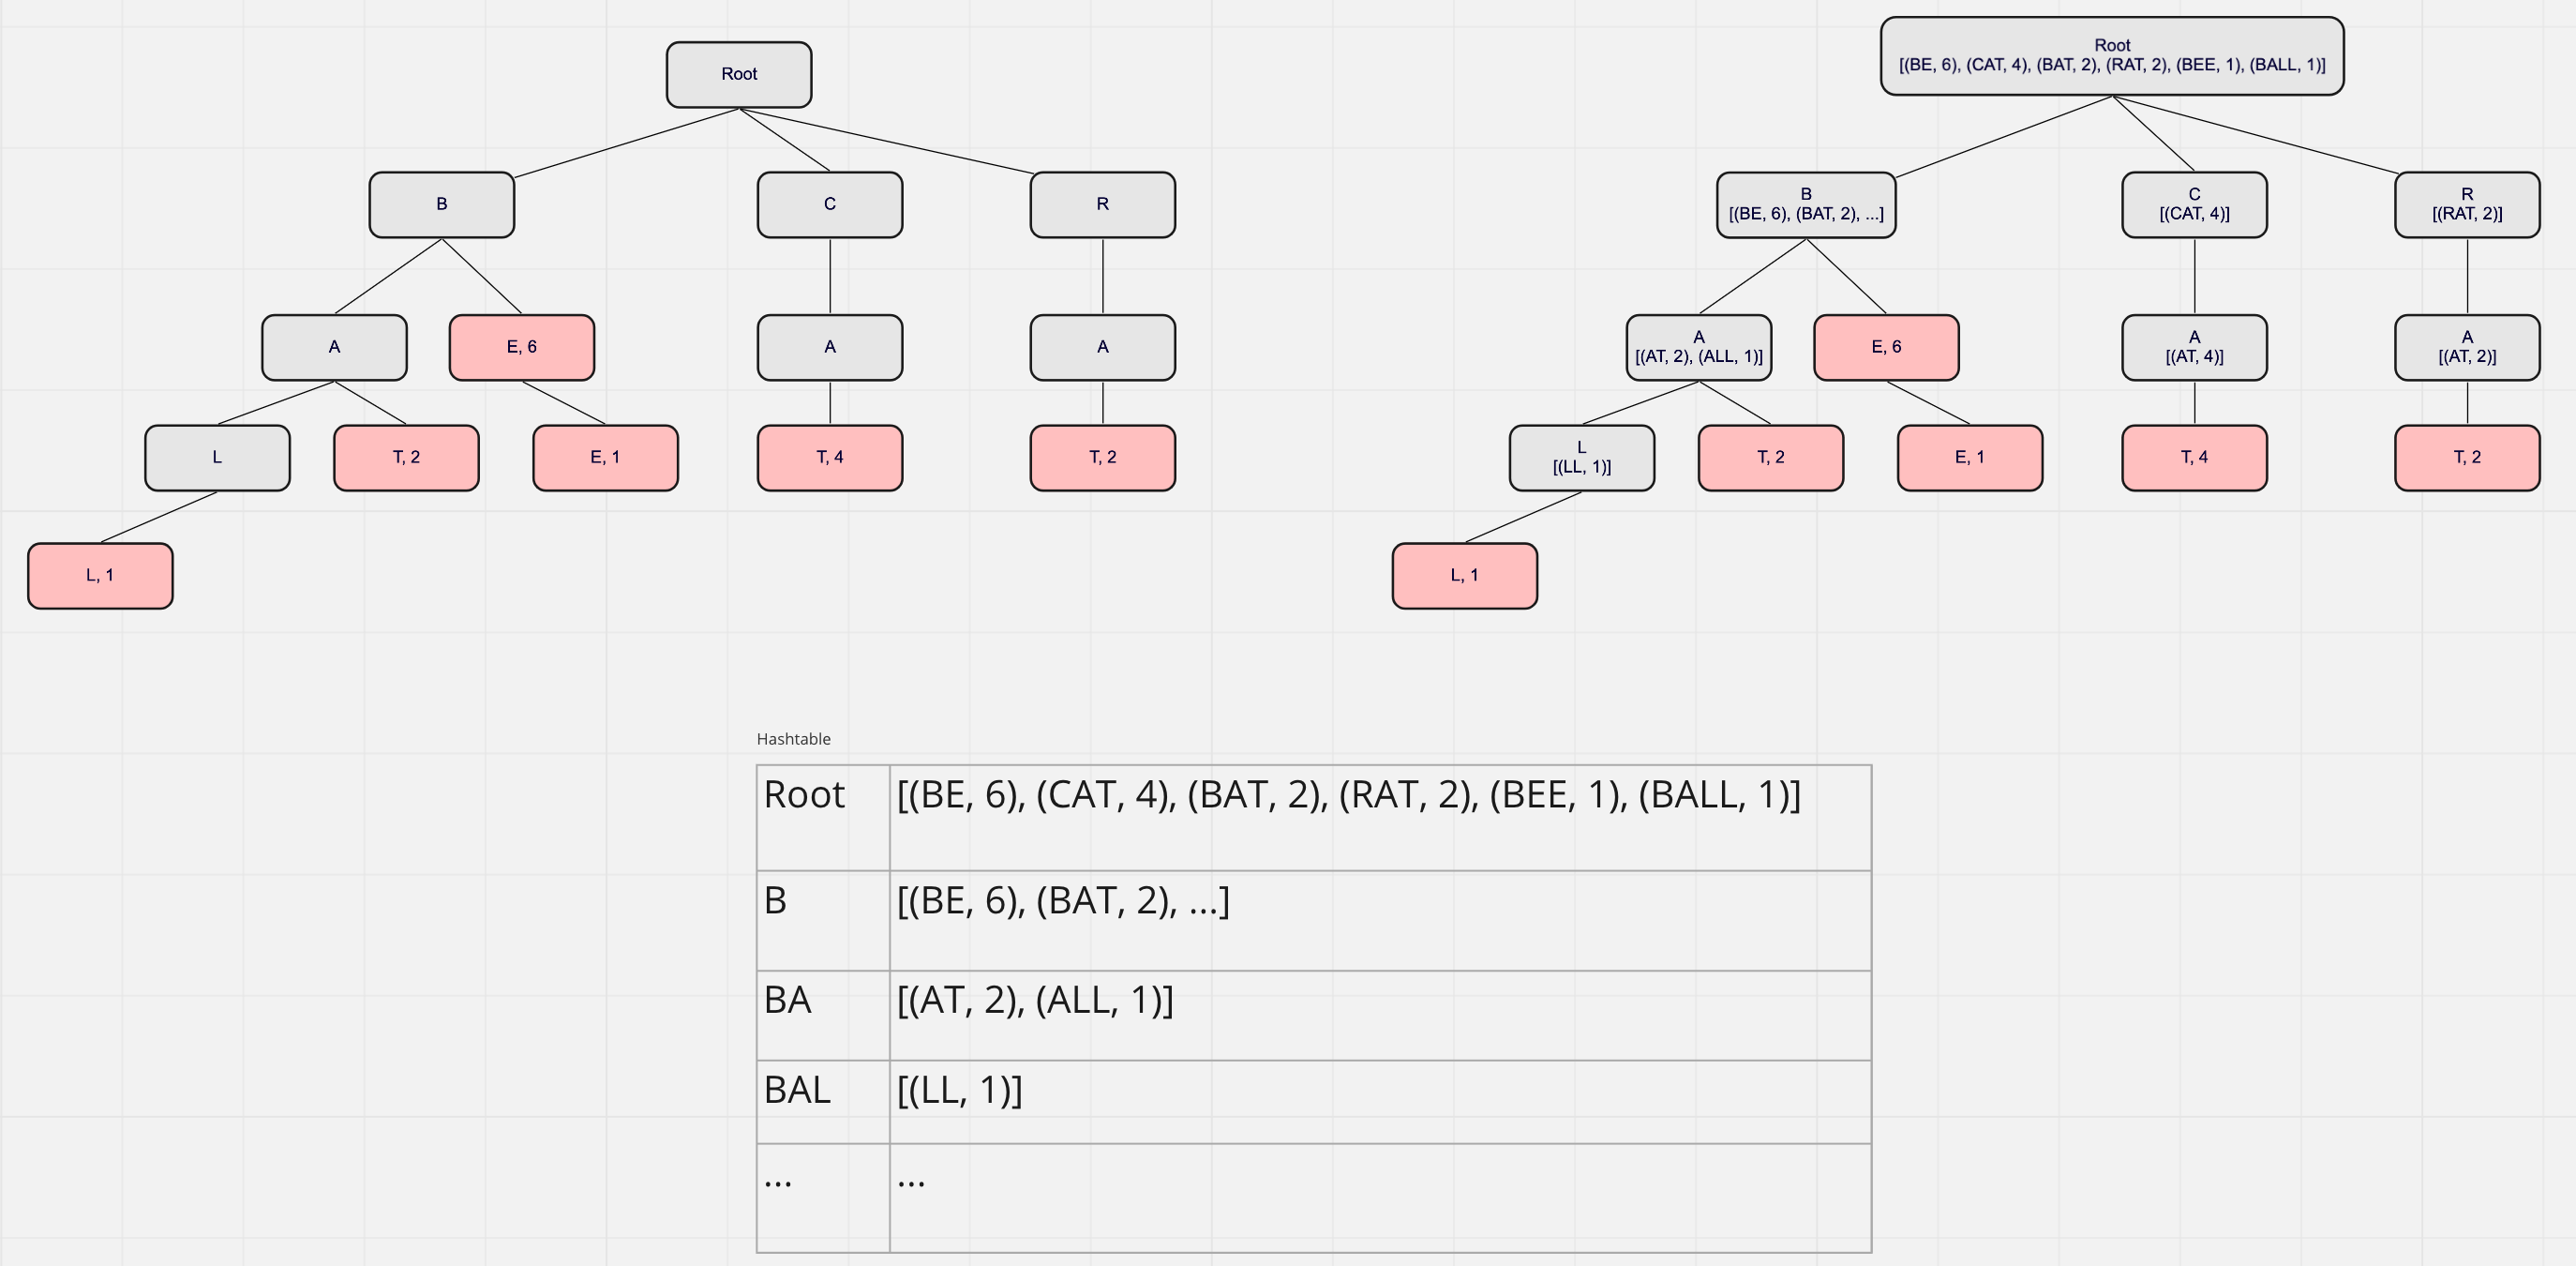 Root
B
C
R
A
E, 6
A
A
L
T, 2
E, 1
T, 4
T, 2
L, 1
Root
[(BE, 6), (CAT, 4), (BAT, 2), (RAT, 2), (BEE, 1), (BALL, 1)]
B
[(BE, 6), (BAT, 2), ...]
C
[(CAT, 4)]
R
[(RAT, 2)]
A
[(AT, 2), (ALL, 1)]
E, 6
A
[(AT, 4)]
A
[(AT, 2)]
L
[(LL, 1)]
T, 2
E, 1
T, 4
T, 2
L, 1
Hashtable
Root [(BE, 6), (CAT, 4), (BAT, 2), (RAT, 2), (BEE, 1), (BALL, 1)]
B [(BE, 6), (BAT, 2), ...]
BA [(AT, 2), (ALL, 1)]
BAL [(LL, 1)]
... ...